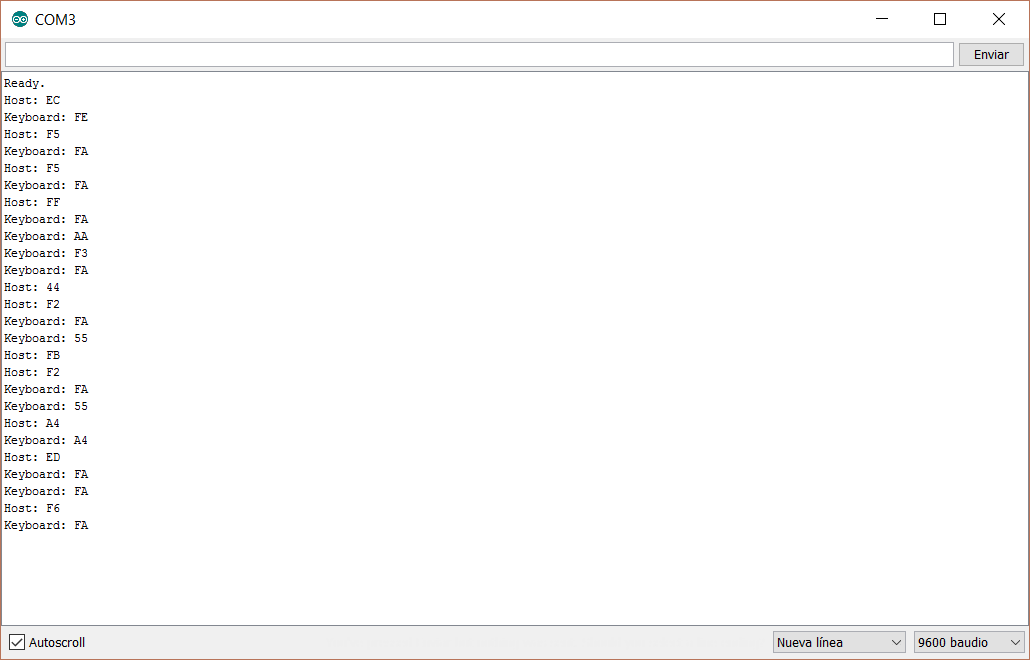 COM3
Enviar
Ready.
Host: EC
Keyboard: FE
Host: F5
Keyboard: FA
Host: F5
Keyboard: FA
Host: FF
Keyboard: FA
Keyboard: AA
Keyboard: F3
Keyboard: FA
Host: 44
Host: F2
Keyboard: FA
Keyboard: 55
Host: FB
Host: F2
Keyboard: FA
Keyboard: 55
Host: A4
Keyboard: A4
Host: ED
Keyboard: FA
Keyboard: FA
Host: F6
Keyboard: FA
Autoscroll
Nueva línea
9600 baudio